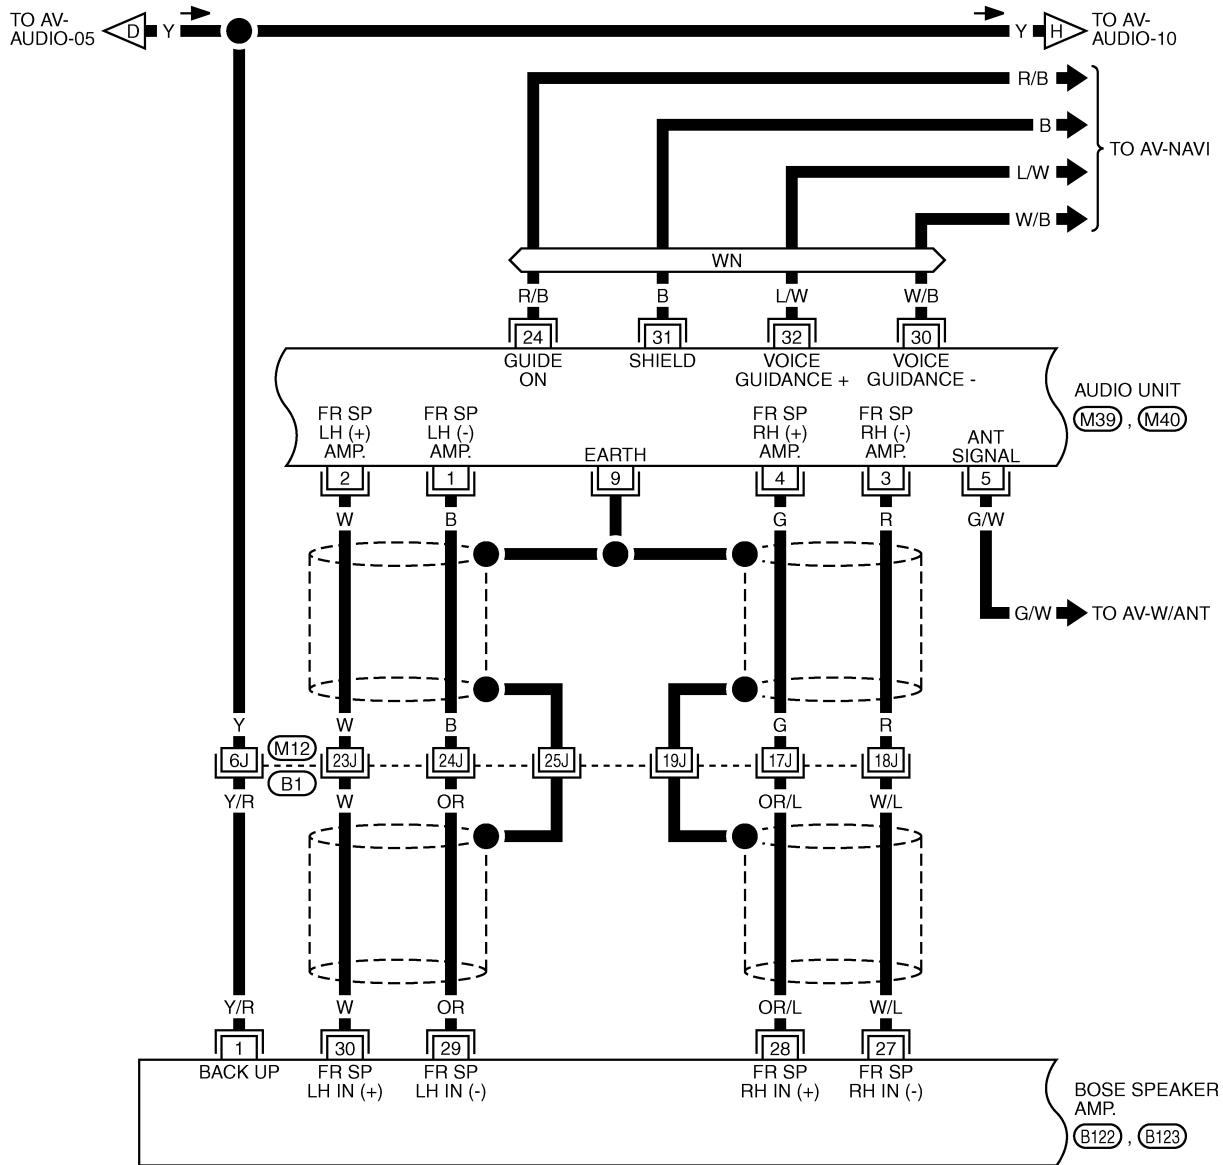 TO AV-
AUDIO-05
D
Y
Y
H
TO AV-
AUDIO-10
R/B
B
TO AV-NAVI
L/W
W/B
WN
R/B
B
L/W
W/B
24
31
32
30
GUIDE
ON
SHIELD
VOICE
GUIDANCE +
VOICE
GUIDANCE -
AUDIO UNIT
M39 , M40
FR SP
LH (+)
AMP.
FR SP
LH (-)
AMP.
EARTH
FR SP
RH (+)
AMP.
FR SP
RH (-)
AMP.
ANT
SIGNAL
2
1
9
4
3
5
W
B
G
R
G/W
G/W
TO AV-W/ANT
Y
W
B
G
R
M12
6J
23J
24J
25J
19J
17J
18J
B1
Y/R
W
OR
OR/L
W/L
Y/R
W
OR
OR/L
W/L
1
30
29
28
27
BACK UP
FR SP
LH IN (+)
FR SP
LH IN (-)
FR SP
RH IN (+)
FR SP
RH IN (-)
BOSE SPEAKER
AMP.
B122 , B123